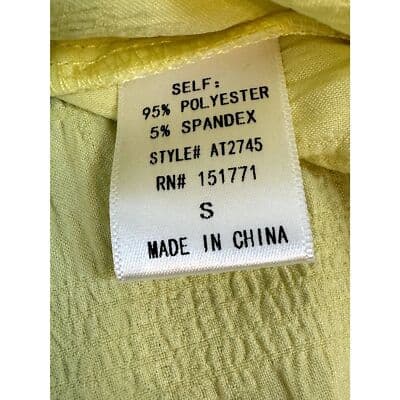 SELF:
95% POLYESTER
5% SPANDEX
STYLE# AT2745
RN# 151771
S
MADE IN CHINA